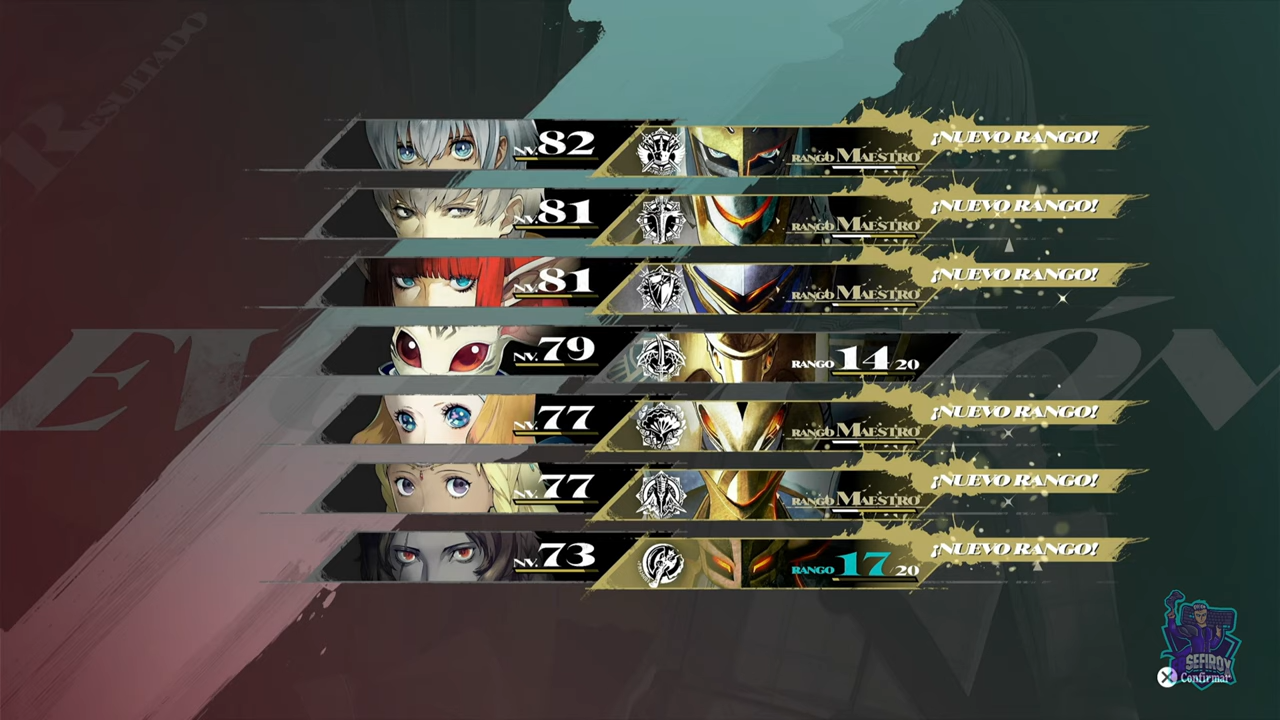 RESULTADO
EVOLUCIÓN
NV. 82 RANGO MAESTRO ¡NUEVO RANGO!
NV. 81 RANGO MAESTRO ¡NUEVO RANGO!
NV. 81 RANGO MAESTRO ¡NUEVO RANGO!
NV. 79 RANGO 14/20
NV. 77 RANGO MAESTRO ¡NUEVO RANGO!
NV. 77 RANGO MAESTRO ¡NUEVO RANGO!
NV. 73 RANGO 17/20 ¡NUEVO RANGO!
SEFIROX
Confirmar